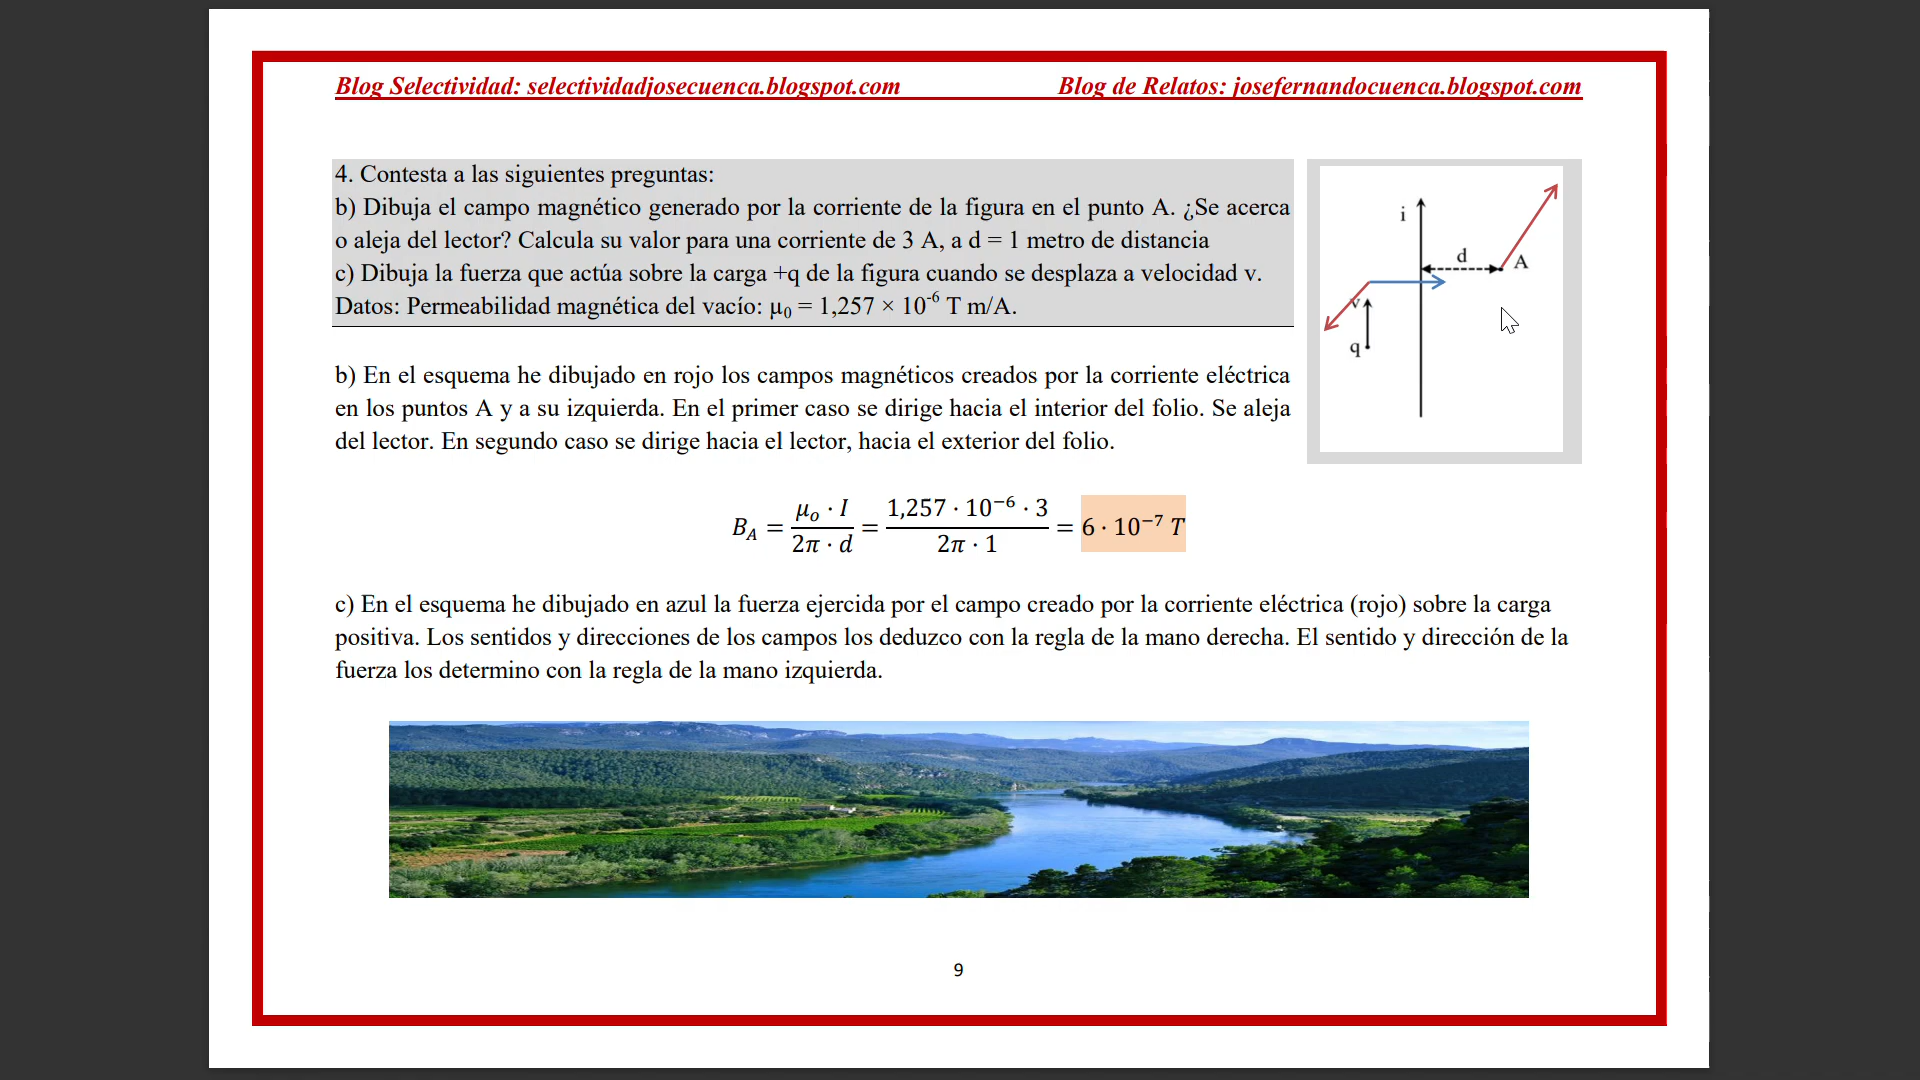 Blog Selectividad: selectividadjosecuenca.blogspot.com Blog de Relatos: josefernandocuenca.blogspot.com
4. Contesta a las siguientes preguntas:
b) Dibuja el campo magnético generado por la corriente de la figura en el punto A. ¿Se acerca
o aleja del lector? Calcula su valor para una corriente de 3 A, a d = 1 metro de distancia
c) Dibuja la fuerza que actúa sobre la carga +q de la figura cuando se desplaza a velocidad v.
Datos: Permeabilidad magnética del vacío: μ₀ = 1,257 × 10⁻⁶ T m/A.
i
d
A
v
q
b) En el esquema he dibujado en rojo los campos magnéticos creados por la corriente eléctrica
en los puntos A y a su izquierda. En el primer caso se dirige hacia el interior del folio. Se aleja
del lector. En segundo caso se dirige hacia el lector, hacia el exterior del folio.
B_A = (μₒ · I)/(2π · d) = (1,257 · 10⁻⁶ · 3)/(2π · 1) = 6 · 10⁻⁷ T
c) En el esquema he dibujado en azul la fuerza ejercida por el campo creado por la corriente eléctrica (rojo) sobre la carga
positiva. Los sentidos y direcciones de los campos los deduzco con la regla de la mano derecha. El sentido y dirección de la
fuerza los determino con la regla de la mano izquierda.
9